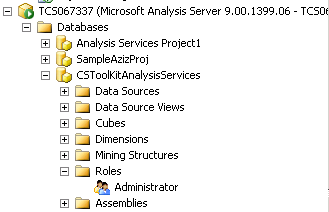 TCS067337 (Microsoft Analysis Server 9.00.1399.06 - TCS0
Databases
Analysis Services Project1
SampleAzizProj
CSToolKitAnalysisServices
Data Sources
Data Source Views
Cubes
Dimensions
Mining Structures
Roles
Administrator
Assemblies